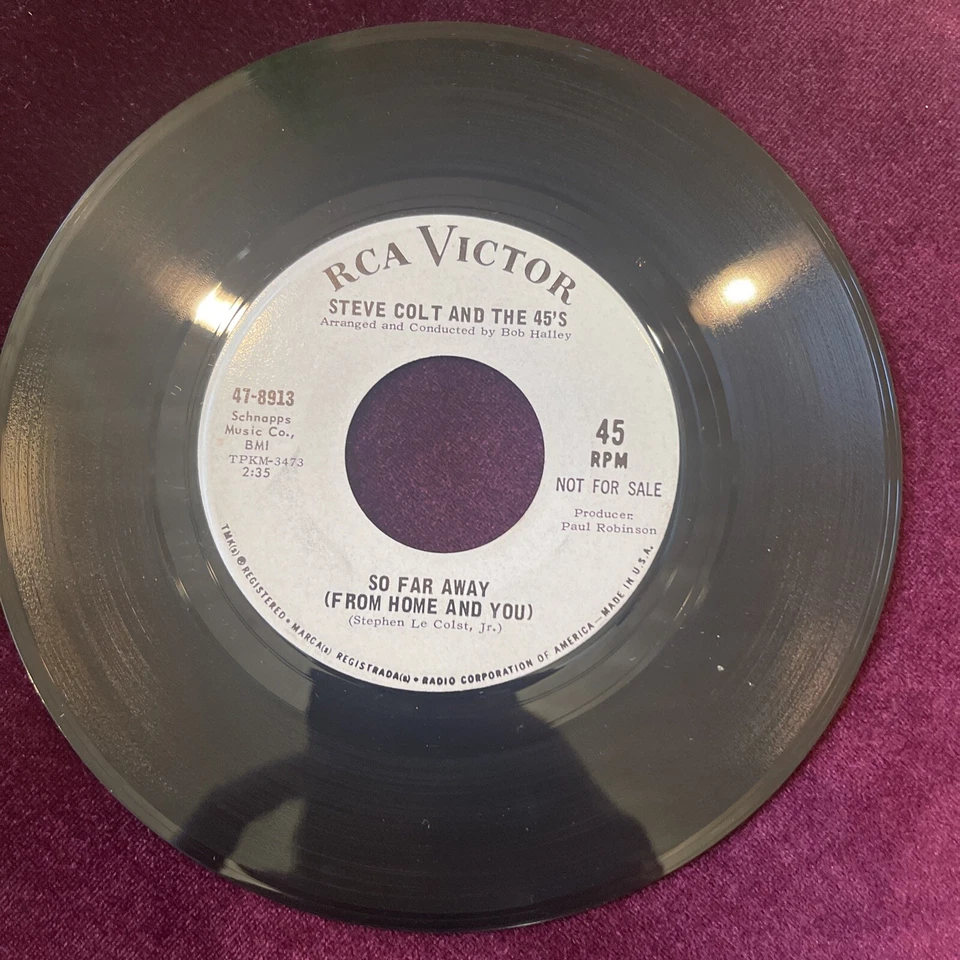 RCA VICTOR
STEVE COLT AND THE 45'S
Arranged and Conducted by Bob Halley
47-8913
Schnapps
Music Co.,
BMI
TPKM-3473
2:35
45
RPM
NOT FOR SALE
Producer:
Paul Robinson
SO FAR AWAY
(FROM HOME AND YOU)
(Stephen Le Colst, Jr.)
TMK(s) ® REGISTERED • MARCA(s) REGISTRADA(s) • RADIO CORPORATION OF AMERICA — MADE IN U.S.A.